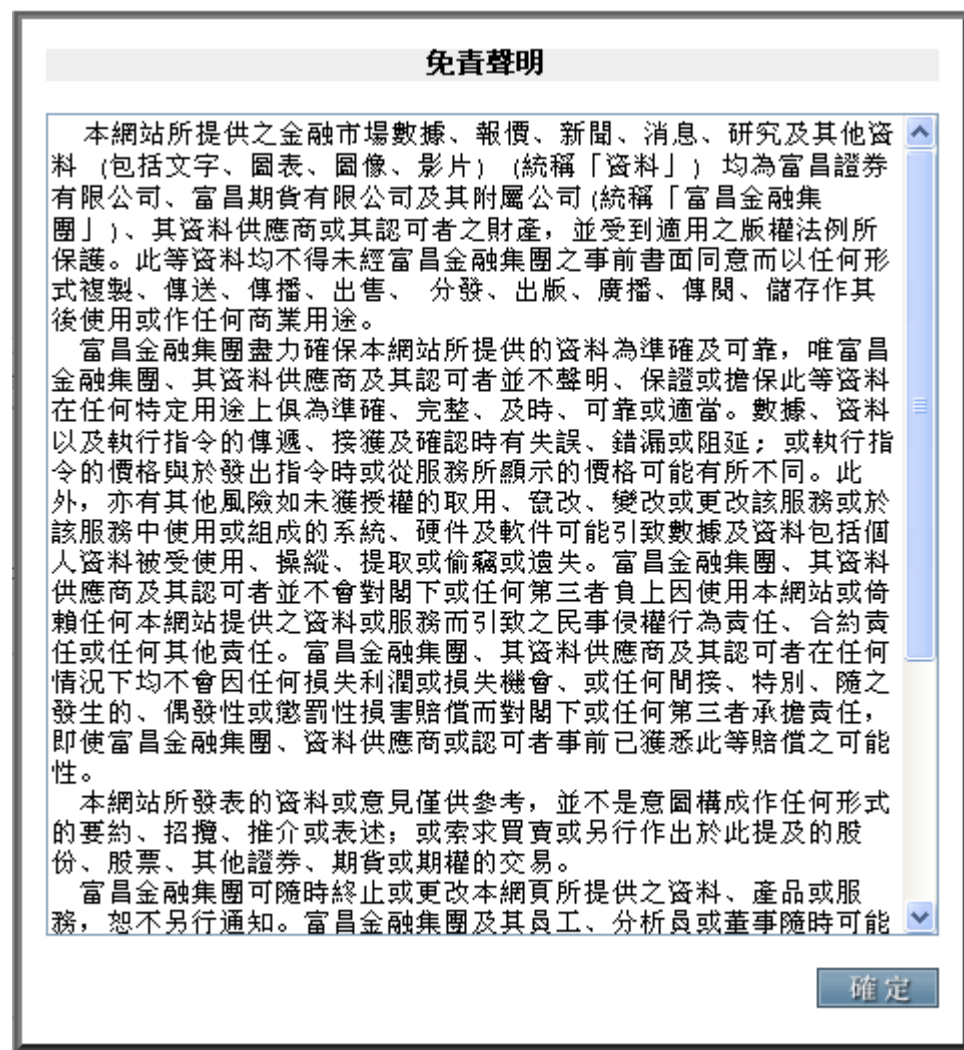 免責聲明
本網站所提供之金融市場數據、報價、新聞、消息、研究及其他資
料 (包括文字、圖表、圖像、影片) (統稱「資料」) 均為富昌證券
有限公司、富昌期貨有限公司及其附屬公司(統稱「富昌金融集
團」)、其資料供應商或其認可者之財產，並受到適用之版權法例所
保護。此等資料均不得未經富昌金融集團之事前書面同意而以任何形
式複製、傳送、傳播、出售、 分發、出版、廣播、傳閱、儲存作其
後使用或作任何商業用途。
富昌金融集團盡力確保本網站所提供的資料為準確及可靠，唯富昌
金融集團、其資料供應商及其認可者並不聲明、保證或擔保此等資料
在任何特定用途上俱為準確、完整、及時、可靠或適當。數據、資料
以及執行指令的傳遞、接獲及確認時有失誤、錯漏或阻延；或執行指
令的價格與於發出指令時或從服務所顯示的價格可能有所不同。此
外，亦有其他風險如未獲授權的取用、竄改、變改或更改該服務或於
該服務中使用或組成的系統、硬件及軟件可能引致數據及資料包括個
人資料被受使用、操縱、提取或偷竊或遺失。富昌金融集團、其資料
供應商及其認可者並不會對閣下或任何第三者負上因使用本網站或倚
賴任何本網站提供之資料或服務而引致之民事侵權行為責任、合約責
任或任何其他責任。富昌金融集團、其資料供應商及其認可者在任何
情況下均不會因任何損失利潤或損失機會、或任何間接、特別、隨之
發生的、偶發性或懲罰性損害賠償而對閣下或任何第三者承擔責任，
即使富昌金融集團、資料供應商或認可者事前已獲悉此等賠償之可能
性。
本網站所發表的資料或意見僅供參考，並不是意圖構成作任何形式
的要約、招攬、推介或表述；或索求買賣或另行作出於此提及的股
份、股票、其他證券、期貨或期權的交易。
富昌金融集團可隨時終止或更改本網頁所提供之資料、產品或服
務，恕不另行通知。富昌金融集團及其員工、分析員或董事隨時可能
確定